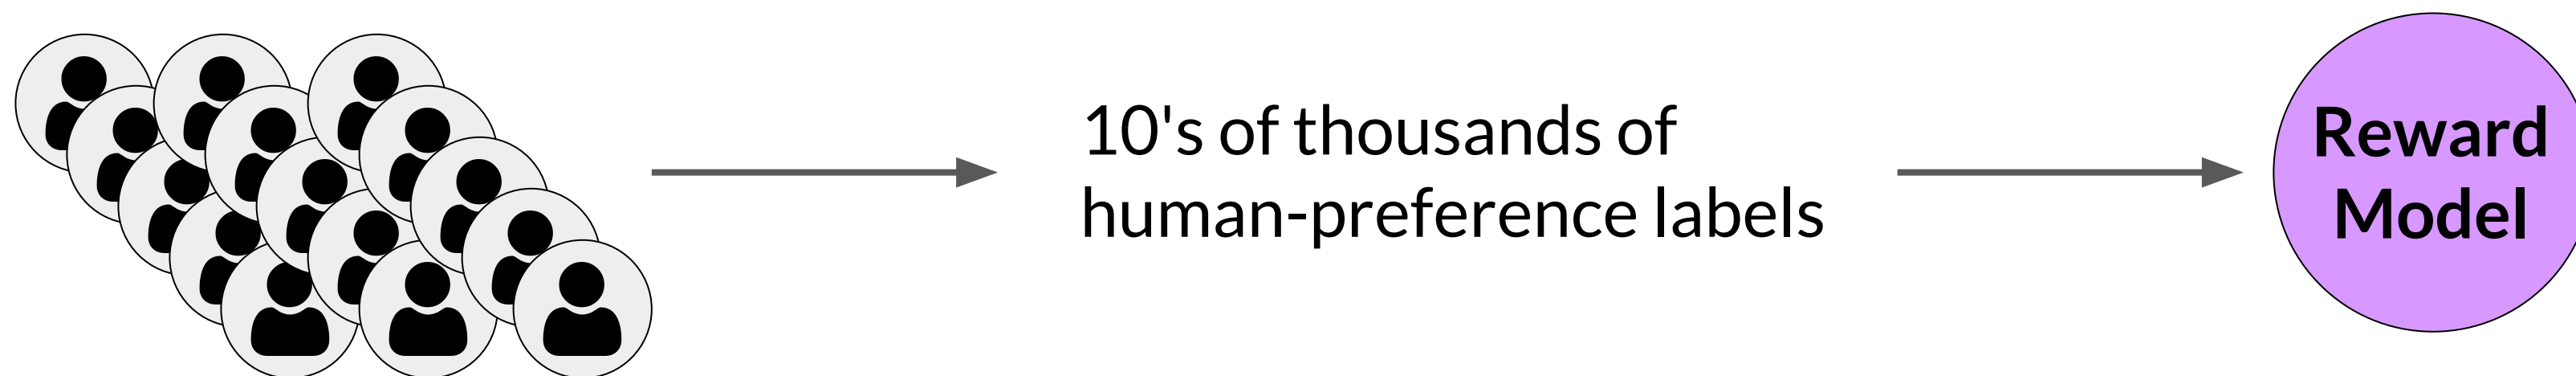 10's of thousands of
human-preference labels
Reward
Model